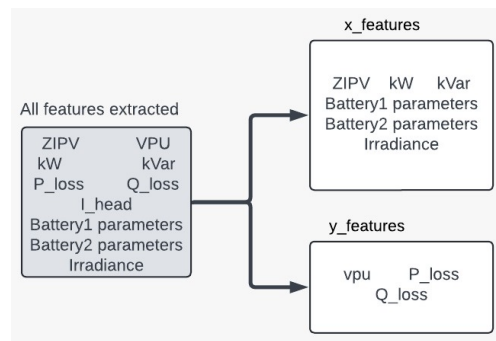 x_features
ZIPV kW kVar
Battery1 parameters
Battery2 parameters
Irradiance
All features extracted
ZIPV VPU
kW kVar
P_loss Q_loss
I_head
Battery1 parameters
Battery2 parameters
Irradiance
y_features
vpu P_loss
Q_loss